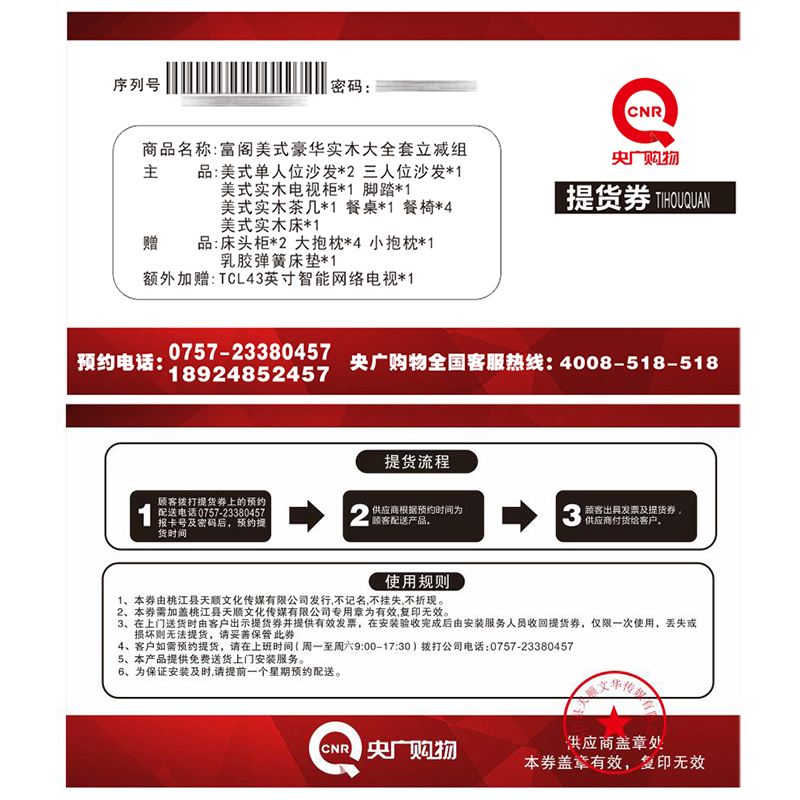 序列号 密码：
CNR
央广购物
提货券 TIHOUQUAN
商品名称:富阁美式豪华实木大全套立减组
主 品:美式单人位沙发*2 三人位沙发*1
美式实木电视柜*1 脚踏*1
美式实木茶几*1 餐桌*1 餐椅*4
美式实木床*1
赠 品:床头柜*2 大抱枕*4 小抱枕*1
乳胶弹簧床垫*1
额外加赠:TCL43英寸智能网络电视*1
预约电话：0757-23380457
18924852457
央广购物全国客服热线：4008-518-518
提货流程
1 顾客拨打提货券上的预约
配送电话0757-23380457
报卡号及密码后，预约提
货时间
2 供应商根据预约时间为
顾客配送产品。
3 顾客出具发票及提货券，
供应商付货给客户。
使用规则
1、本券由桃江县天顺文化传媒有限公司发行,不记名,不挂失,不折现。
2、本券需加盖桃江县天顺文化传媒有限公司专用章为有效,复印无效。
3、在上门送货时由客户出示提货券并提供有效发票，在安装验收完成后由安装服务人员收回提货券，仅限一次使用，丢失或
损坏则无法提货，请妥善保管此券
4、客户如需预约提货，请在上班时间（周一至周六9:00-17:30）拨打公司电话:0757-23380457
5、本产品提供免费送货上门安装服务。
6、为保证安装及时,请提前一个星期预约配送。
县天顺文华传媒有限
CNR 央广购物
供应商盖章处
本券盖章有效，复印无效